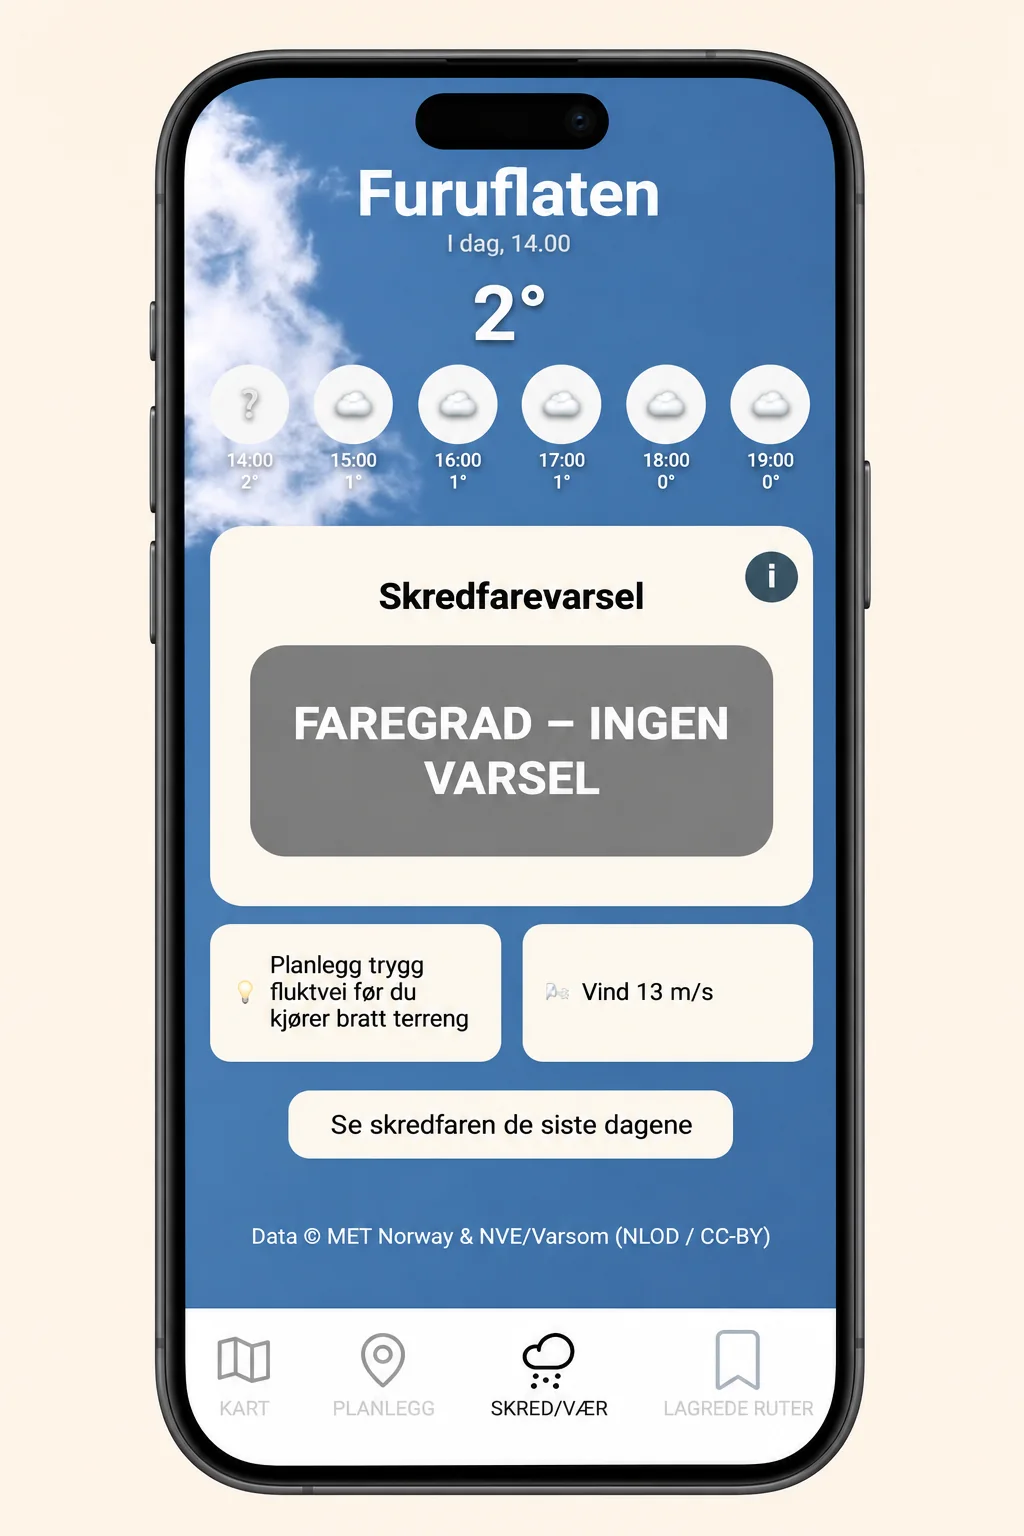 Furuflaten
I dag, 14.00
2°
?
14:00 15:00 16:00 17:00 18:00 19:00
2° 1° 1° 1° 0° 0°
Skredfarevarsel
i
FAREGRAD – INGEN
VARSEL
Planlegg trygg
fluktvei før du
kjører bratt terreng
Vind 13 m/s
Se skredfaren de siste dagene
Data © MET Norway & NVE/Varsom (NLOD / CC-BY)
KART PLANLEGG SKRED/VÆR LAGREDE RUTER